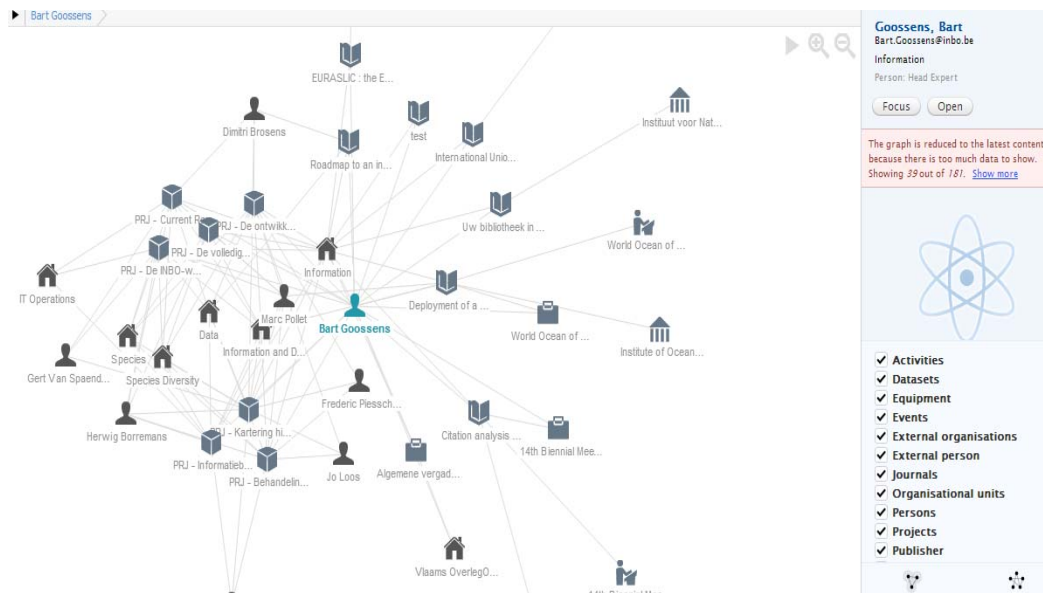 Bart Goossens
EURASLIC : the E...
Dimitri Brosens
test
Roadmap to an in...
International Unio...
Instituut voor Nat...
PRJ - Current Re...
PRJ - De ontwikk...
PRJ - De volledig...
Uw bibliotheek in ...
World Ocean of ...
PRJ - De INBO-w...
Information
IT Operations
Marc Pollet
Deployment of a ...
Bart Goossens
World Ocean of ...
Data
Information and D...
Institute of Ocean...
Species
Gert Van Spaend...
Species Diversity
Frederic Piessch...
Herwig Borremans
PRJ - Kartering hi...
Citation analysis ...
14th Biennial Mee...
PRJ - Informatieb...
PRJ - Behandelin...
Jo Loos
Algemene vergad...
Vlaams OverlegO...
14th Biennial Mee...
Goossens, Bart
Bart.Goossens@inbo.be
Information
Person: Head Expert
Focus
Open
The graph is reduced to the latest content
because there is too much data to show.
Showing 39 out of 181. Show more
Activities
Datasets
Equipment
Events
External organisations
External person
Journals
Organisational units
Persons
Projects
Publisher